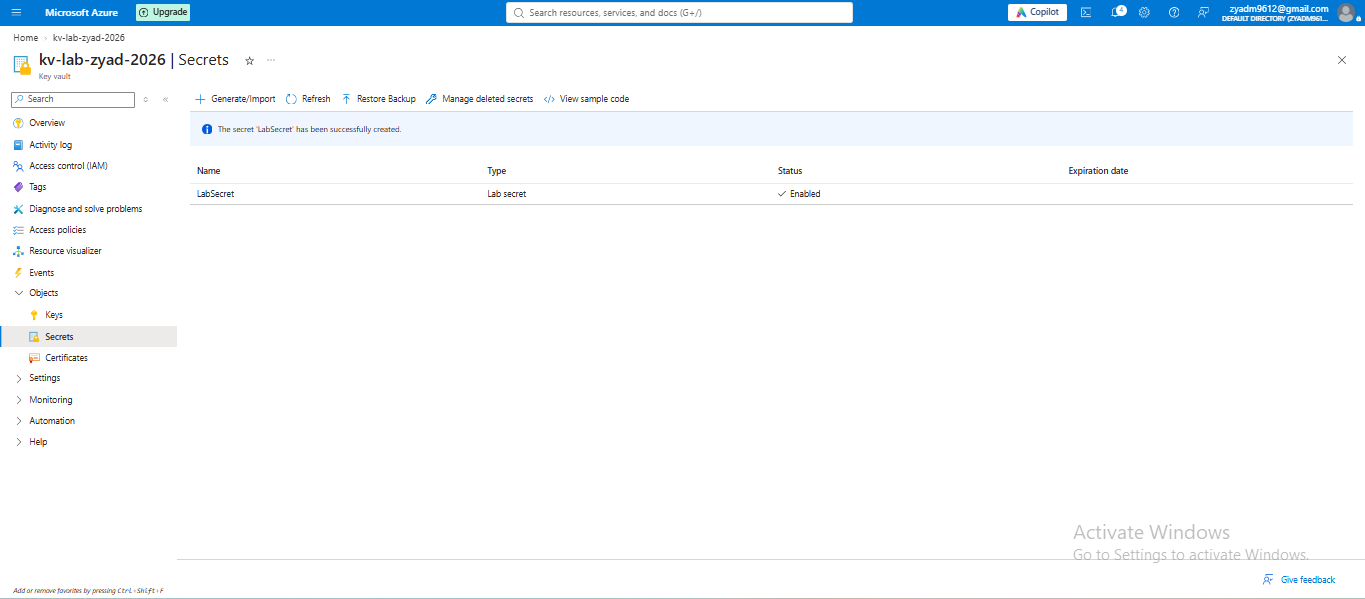 Microsoft Azure Upgrade Search resources, services, and docs (G+/) Copilot 4 zyadm9612@gmail.com
DEFAULT DIRECTORY (ZYADM961...
Home > kv-lab-zyad-2026
kv-lab-zyad-2026 | Secrets ☆ ...
Key vault
Search
Generate/Import Refresh Restore Backup Manage deleted secrets View sample code
Overview
The secret 'LabSecret' has been successfully created.
Activity log
Access control (IAM)
Name Type Status Expiration date
Tags
LabSecret Lab secret Enabled
Diagnose and solve problems
Access policies
Resource visualizer
Events
Objects
Keys
Secrets
Certificates
Settings
Monitoring
Automation
Help
Activate Windows
Go to Settings to activate Windows.
Give feedback
Add or remove favorites by pressing Ctrl+Shift+F